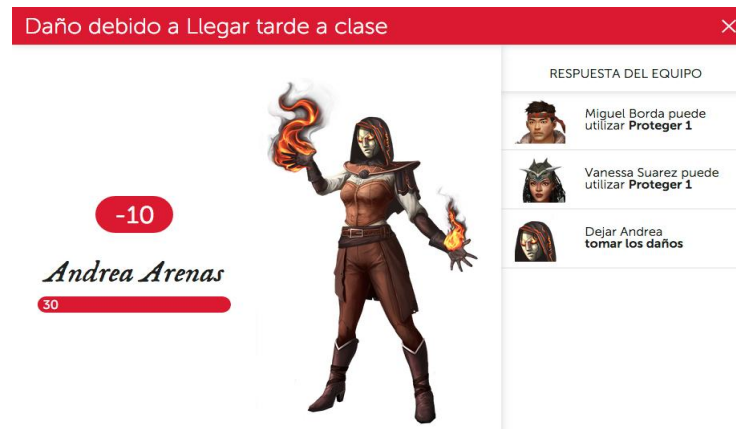 Daño debido a Llegar tarde a clase
-10
Andrea Arenas
30
RESPUESTA DEL EQUIPO
Miguel Borda puede
utilizar Proteger 1
Vanessa Suarez puede
utilizar Proteger 1
Dejar Andrea
tomar los daños